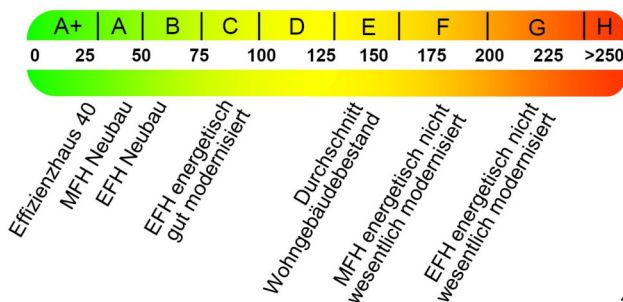 A+ A B C D E F G H
0 25 50 75 100 125 150 175 200 225 >250
Effizienzhaus 40
MFH Neubau
EFH Neubau
EFH energetisch
gut modernisiert
Durchschnitt
Wohngebäudebestand
MFH energetisch nicht
wesentlich modernisiert
EFH energetisch nicht
wesentlich modernisiert